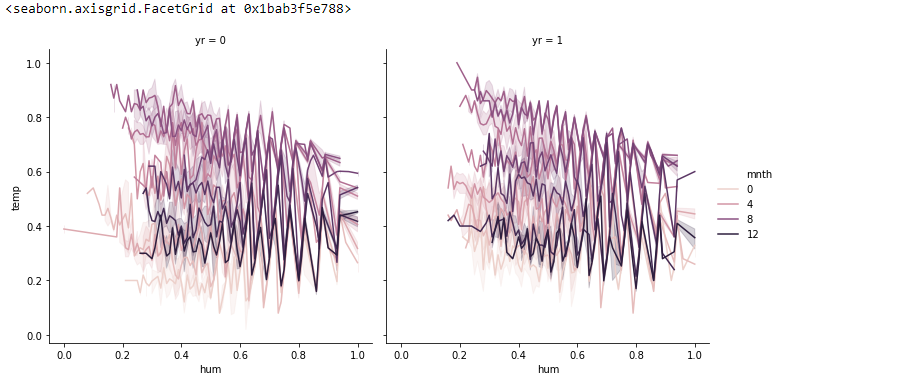 <seaborn.axisgrid.FacetGrid at 0x1bab3f5e788>
yr = 0
yr = 1
1.0
0.8
0.6
0.4
0.2
0.0
temp
0.0 0.2 0.4 0.6 0.8 1.0
0.0 0.2 0.4 0.6 0.8 1.0
hum
hum
mnth
0
4
8
12